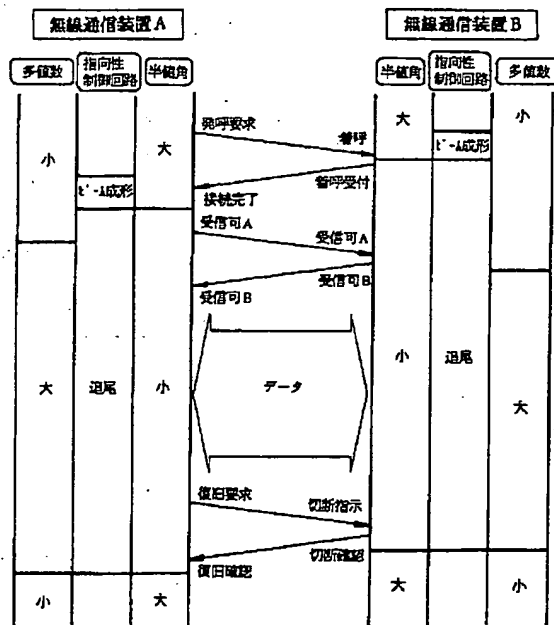 無線通信装置A
無線通信装置B
多値数
指向性
制御回路
半値角
半値角
指向性
制御回路
多値数
小
大
大
小
発呼要求
着呼
ビーム成形
着呼受付
ビーム成形
接続完了
受信可A
受信可A
受信可B
受信可B
大
追尾
小
データ
小
追尾
大
復旧要求
切断指示
切断確認
復旧確認
小
大
大
小